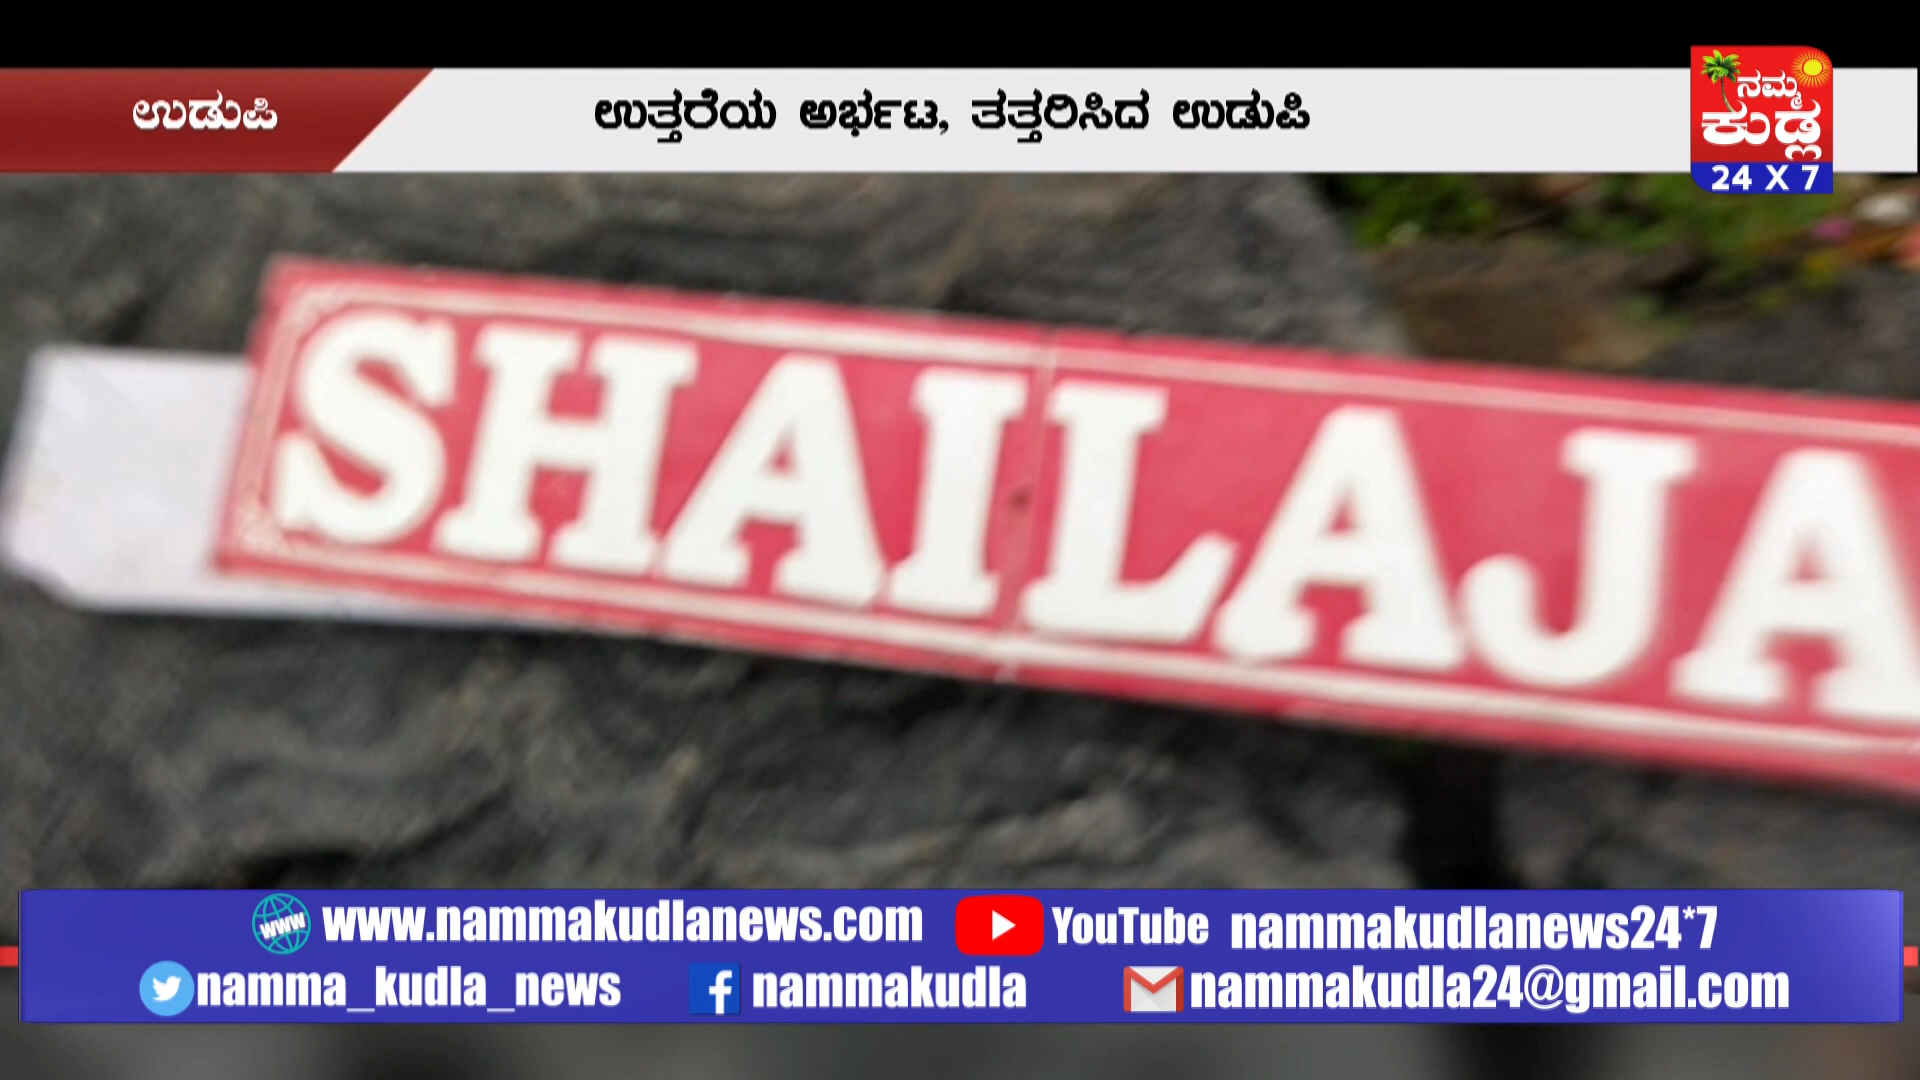 ಉಡುಪಿ
ಉತ್ತರೆಯ ಅರ್ಭಟ, ತತ್ತರಿಸಿದ ಉಡುಪಿ
ನಮ್ಮ
ಕುಡ್ಲ
24 X 7
SHAILAJA
www www.nammakudlanews.com YouTube nammakudlanews24*7
namma_kudla_news f nammakudla nammakudla24@gmail.com